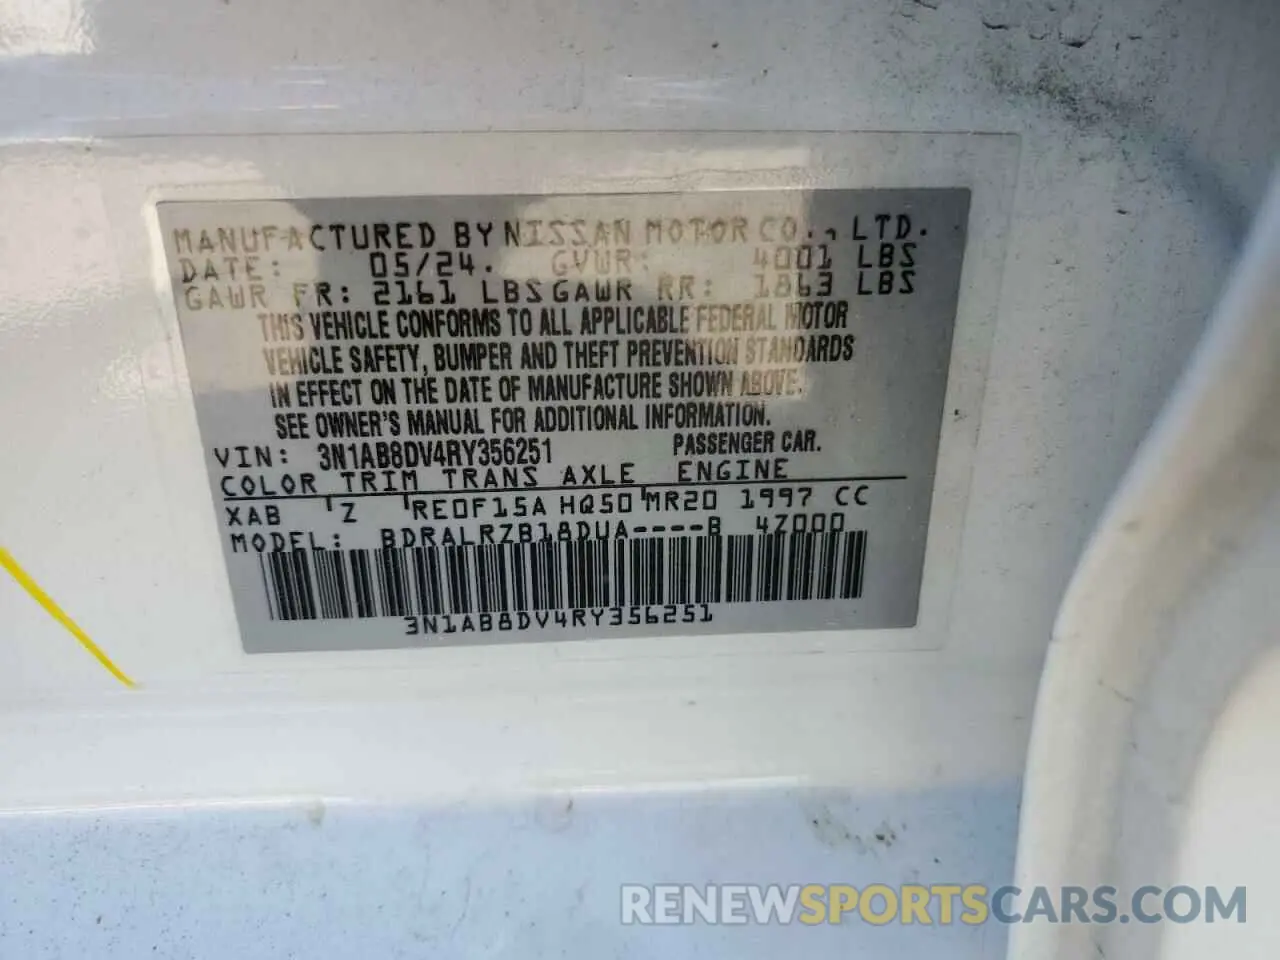 MANUFACTURED BY NISSAN MOTOR CO., LTD.
DATE: 05/24. GVWR: 4001 LBS
GAWR FR: 2161 LBS GAWR RR: 1863 LBS
THIS VEHICLE CONFORMS TO ALL APPLICABLE FEDERAL MOTOR
VEHICLE SAFETY, BUMPER AND THEFT PREVENTION STANDARDS
IN EFFECT ON THE DATE OF MANUFACTURE SHOWN ABOVE.
SEE OWNER'S MANUAL FOR ADDITIONAL INFORMATION.
VIN: 3N1AB8DV4RY356251 PASSENGER CAR.
COLOR TRIM TRANS AXLE ENGINE
XAB Z RE0F15A HQ50 MR20 1997 CC
MODEL: BDRALRZB18DUA----B 4Z000
3N1AB8DV4RY356251
RENEWSPORTSCARS.COM